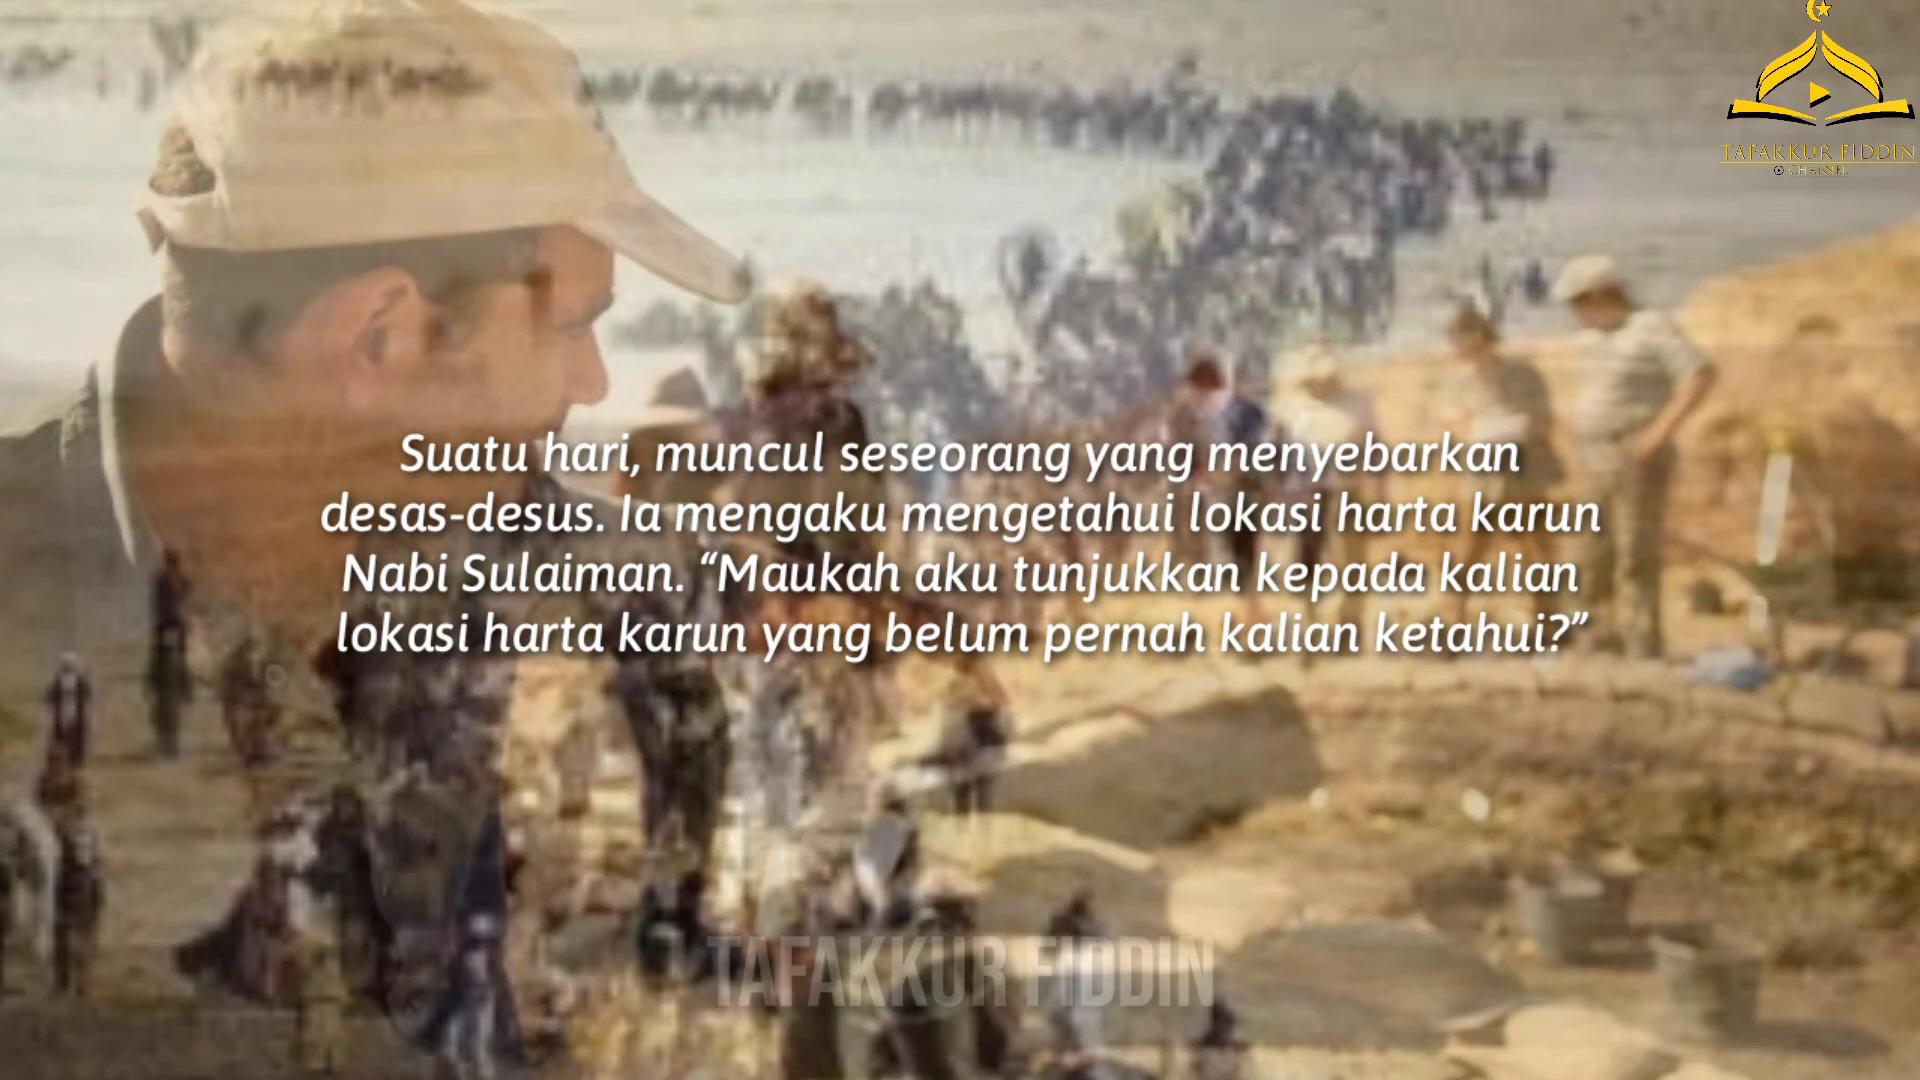 TAFAKKUR FIDDIN
CHANNEL
Suatu hari, muncul seseorang yang menyebarkan
desas-desus. Ia mengaku mengetahui lokasi harta karun
Nabi Sulaiman. “Maukah aku tunjukkan kepada kalian
lokasi harta karun yang belum pernah kalian ketahui?”
TAFAKKUR FIDDIN